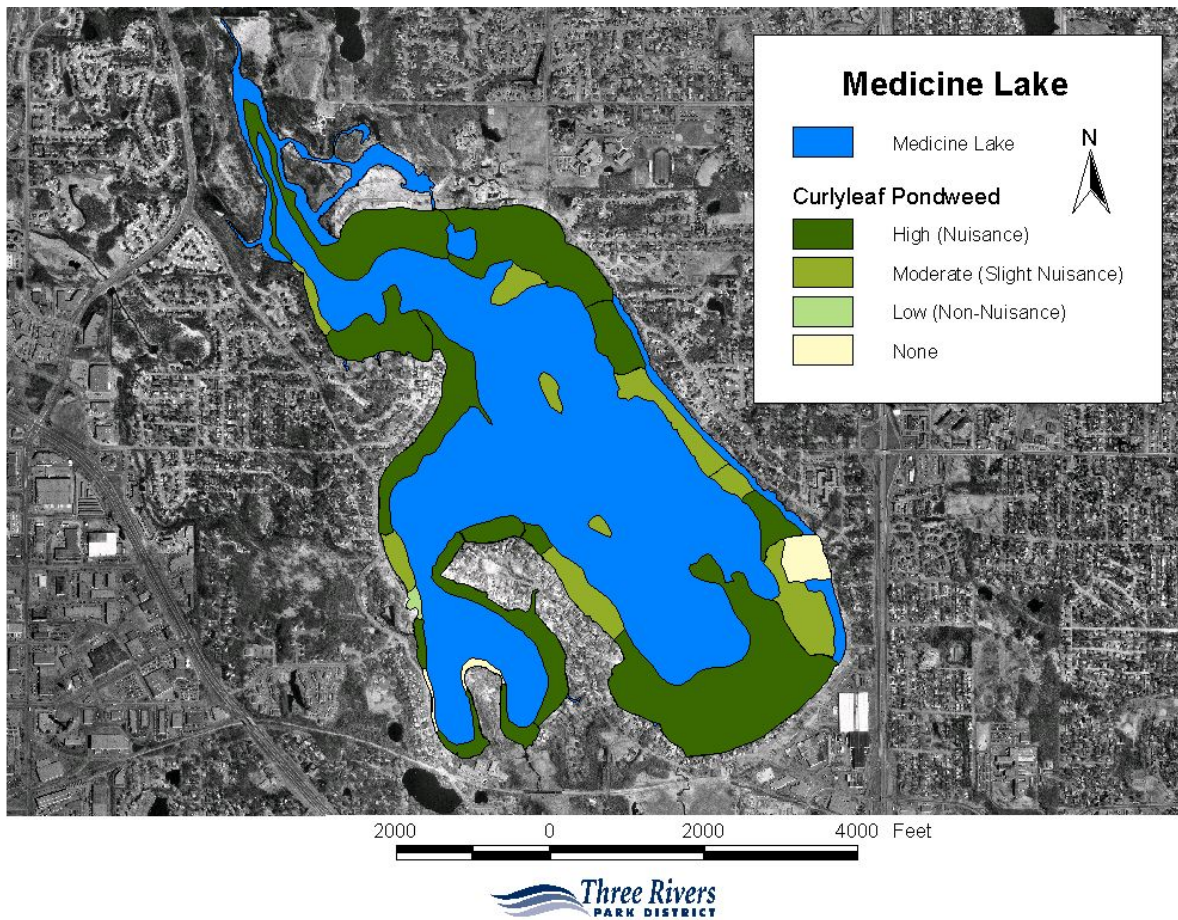 Medicine Lake
Medicine Lake
N
Curlyleaf Pondweed
High (Nuisance)
Moderate (Slight Nuisance)
Low (Non-Nuisance)
None
2000 0 2000 4000 Feet
Three Rivers
PARK DISTRICT